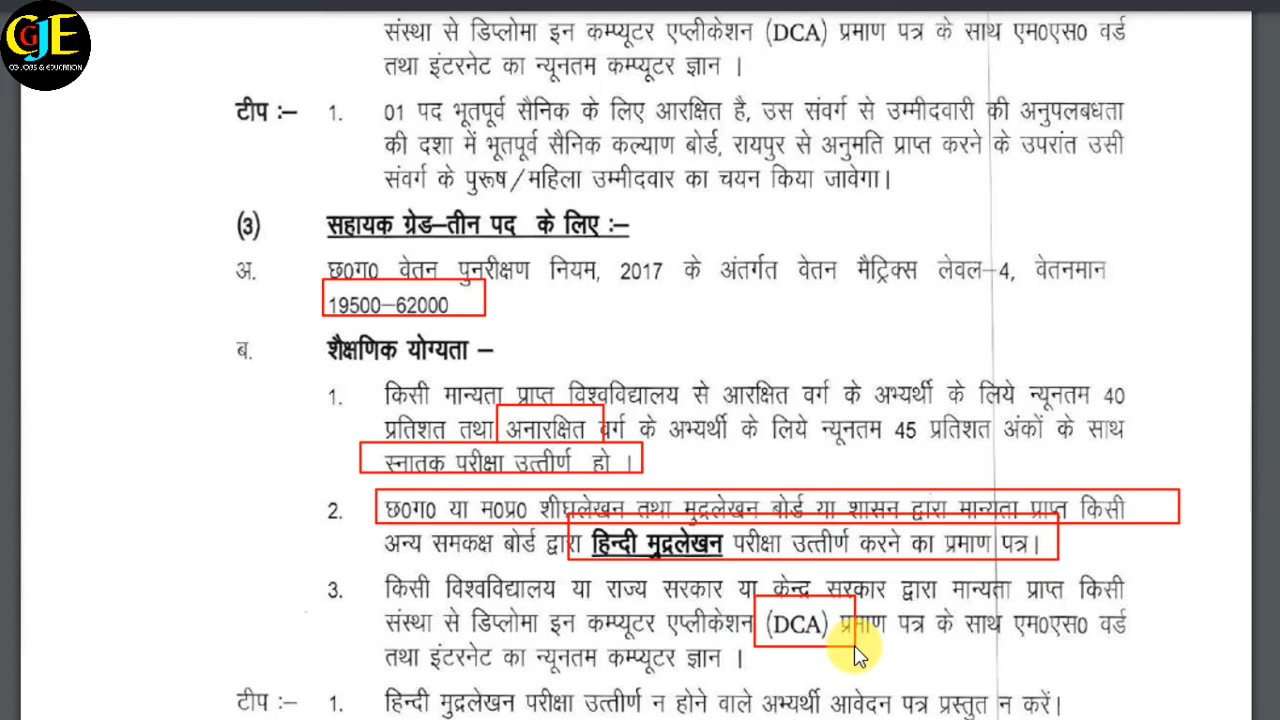 CGJE
CG JOBS & EDUCATION
संस्था से डिप्लोमा इन कम्प्यूटर एप्लीकेशन (DCA) प्रमाण पत्र के साथ एम0एस0 वर्ड
तथा इंटरनेट का न्यूनतम कम्प्यूटर ज्ञान ।
टीप :– 1. 01 पद भूतपूर्व सैनिक के लिए आरक्षित है, उस संवर्ग से उम्मीदवारी की अनुपलबधता
की दशा में भूतपूर्व सैनिक कल्याण बोर्ड, रायपुर से अनुमति प्राप्त करने के उपरांत उसी
संवर्ग के पुरूष/महिला उम्मीदवार का चयन किया जावेगा।
(3) सहायक ग्रेड–तीन पद के लिए :–
अ. छ0ग0 वेतन पुनरीक्षण नियम, 2017 के अंतर्गत वेतन मैट्रिक्स लेवल–4, वेतनमान
19500–62000
ब. शैक्षणिक योग्यता –
1. किसी मान्यता प्राप्त विश्वविद्यालय से आरक्षित वर्ग के अभ्यर्थी के लिये न्यूनतम 40
प्रतिशत तथा अनारक्षित वर्ग के अभ्यर्थी के लिये न्यूनतम 45 प्रतिशत अंकों के साथ
स्नातक परीक्षा उत्तीर्ण हो ।
2. छ0ग0 या म0प्र0 शीघ्रलेखन तथा मुद्रलेखन बोर्ड या शासन द्वारा मान्यता प्राप्त किसी
अन्य समकक्ष बोर्ड द्वारा हिन्दी मुद्रलेखन परीक्षा उत्तीर्ण करने का प्रमाण पत्र।
3. किसी विश्वविद्यालय या राज्य सरकार या केन्द्र सरकार द्वारा मान्यता प्राप्त किसी
संस्था से डिप्लोमा इन कम्प्यूटर एप्लीकेशन (DCA) प्रमाण पत्र के साथ एम0एस0 वर्ड
तथा इंटरनेट का न्यूनतम कम्प्यूटर ज्ञान ।
टीप :– 1. हिन्दी मुद्रलेखन परीक्षा उत्तीर्ण न होने वाले अभ्यर्थी आवेदन पत्र प्रस्तुत न करें।